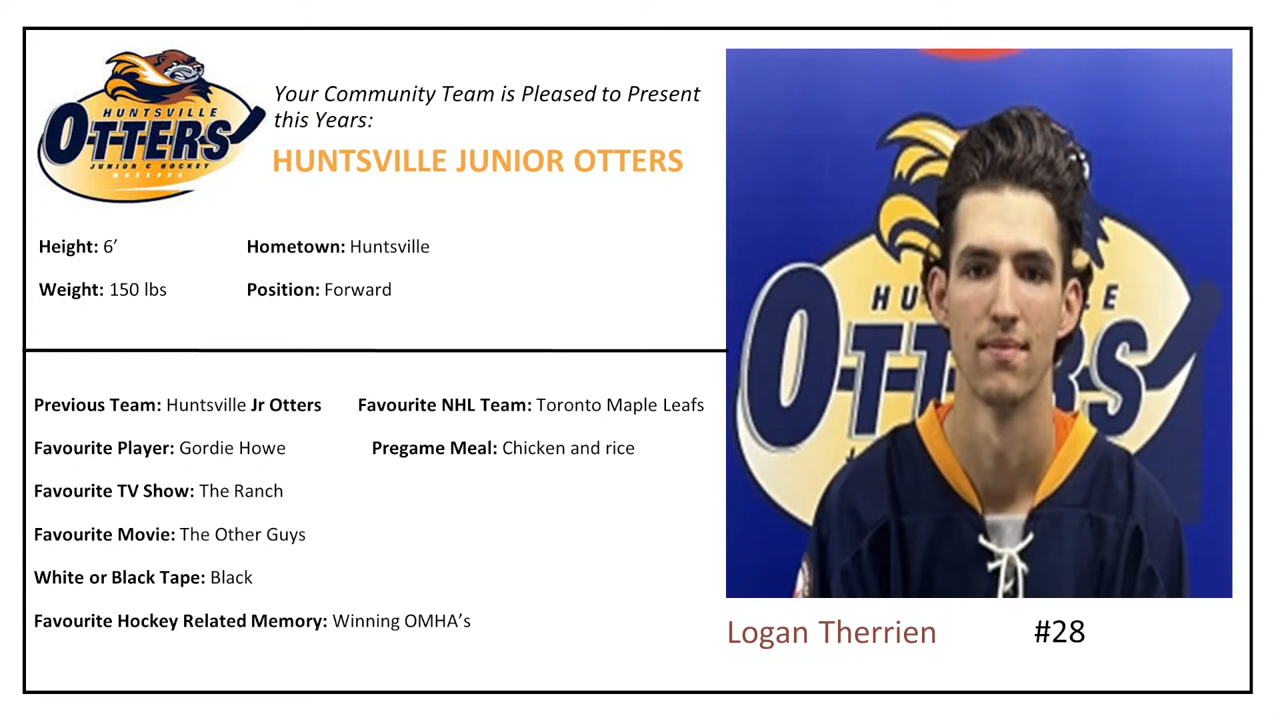 HUNTSVILLE
OTTERS
JUNIOR C HOCKEY
MUSKOKA
Your Community Team is Pleased to Present
this Years:
HUNTSVILLE JUNIOR OTTERS
Height: 6’
Hometown: Huntsville
Weight: 150 lbs
Position: Forward
Previous Team: Huntsville Jr Otters
Favourite NHL Team: Toronto Maple Leafs
Favourite Player: Gordie Howe
Pregame Meal: Chicken and rice
Favourite TV Show: The Ranch
Favourite Movie: The Other Guys
White or Black Tape: Black
Favourite Hockey Related Memory: Winning OMHA’s
HU LE
OTTERS
Logan Therrien #28